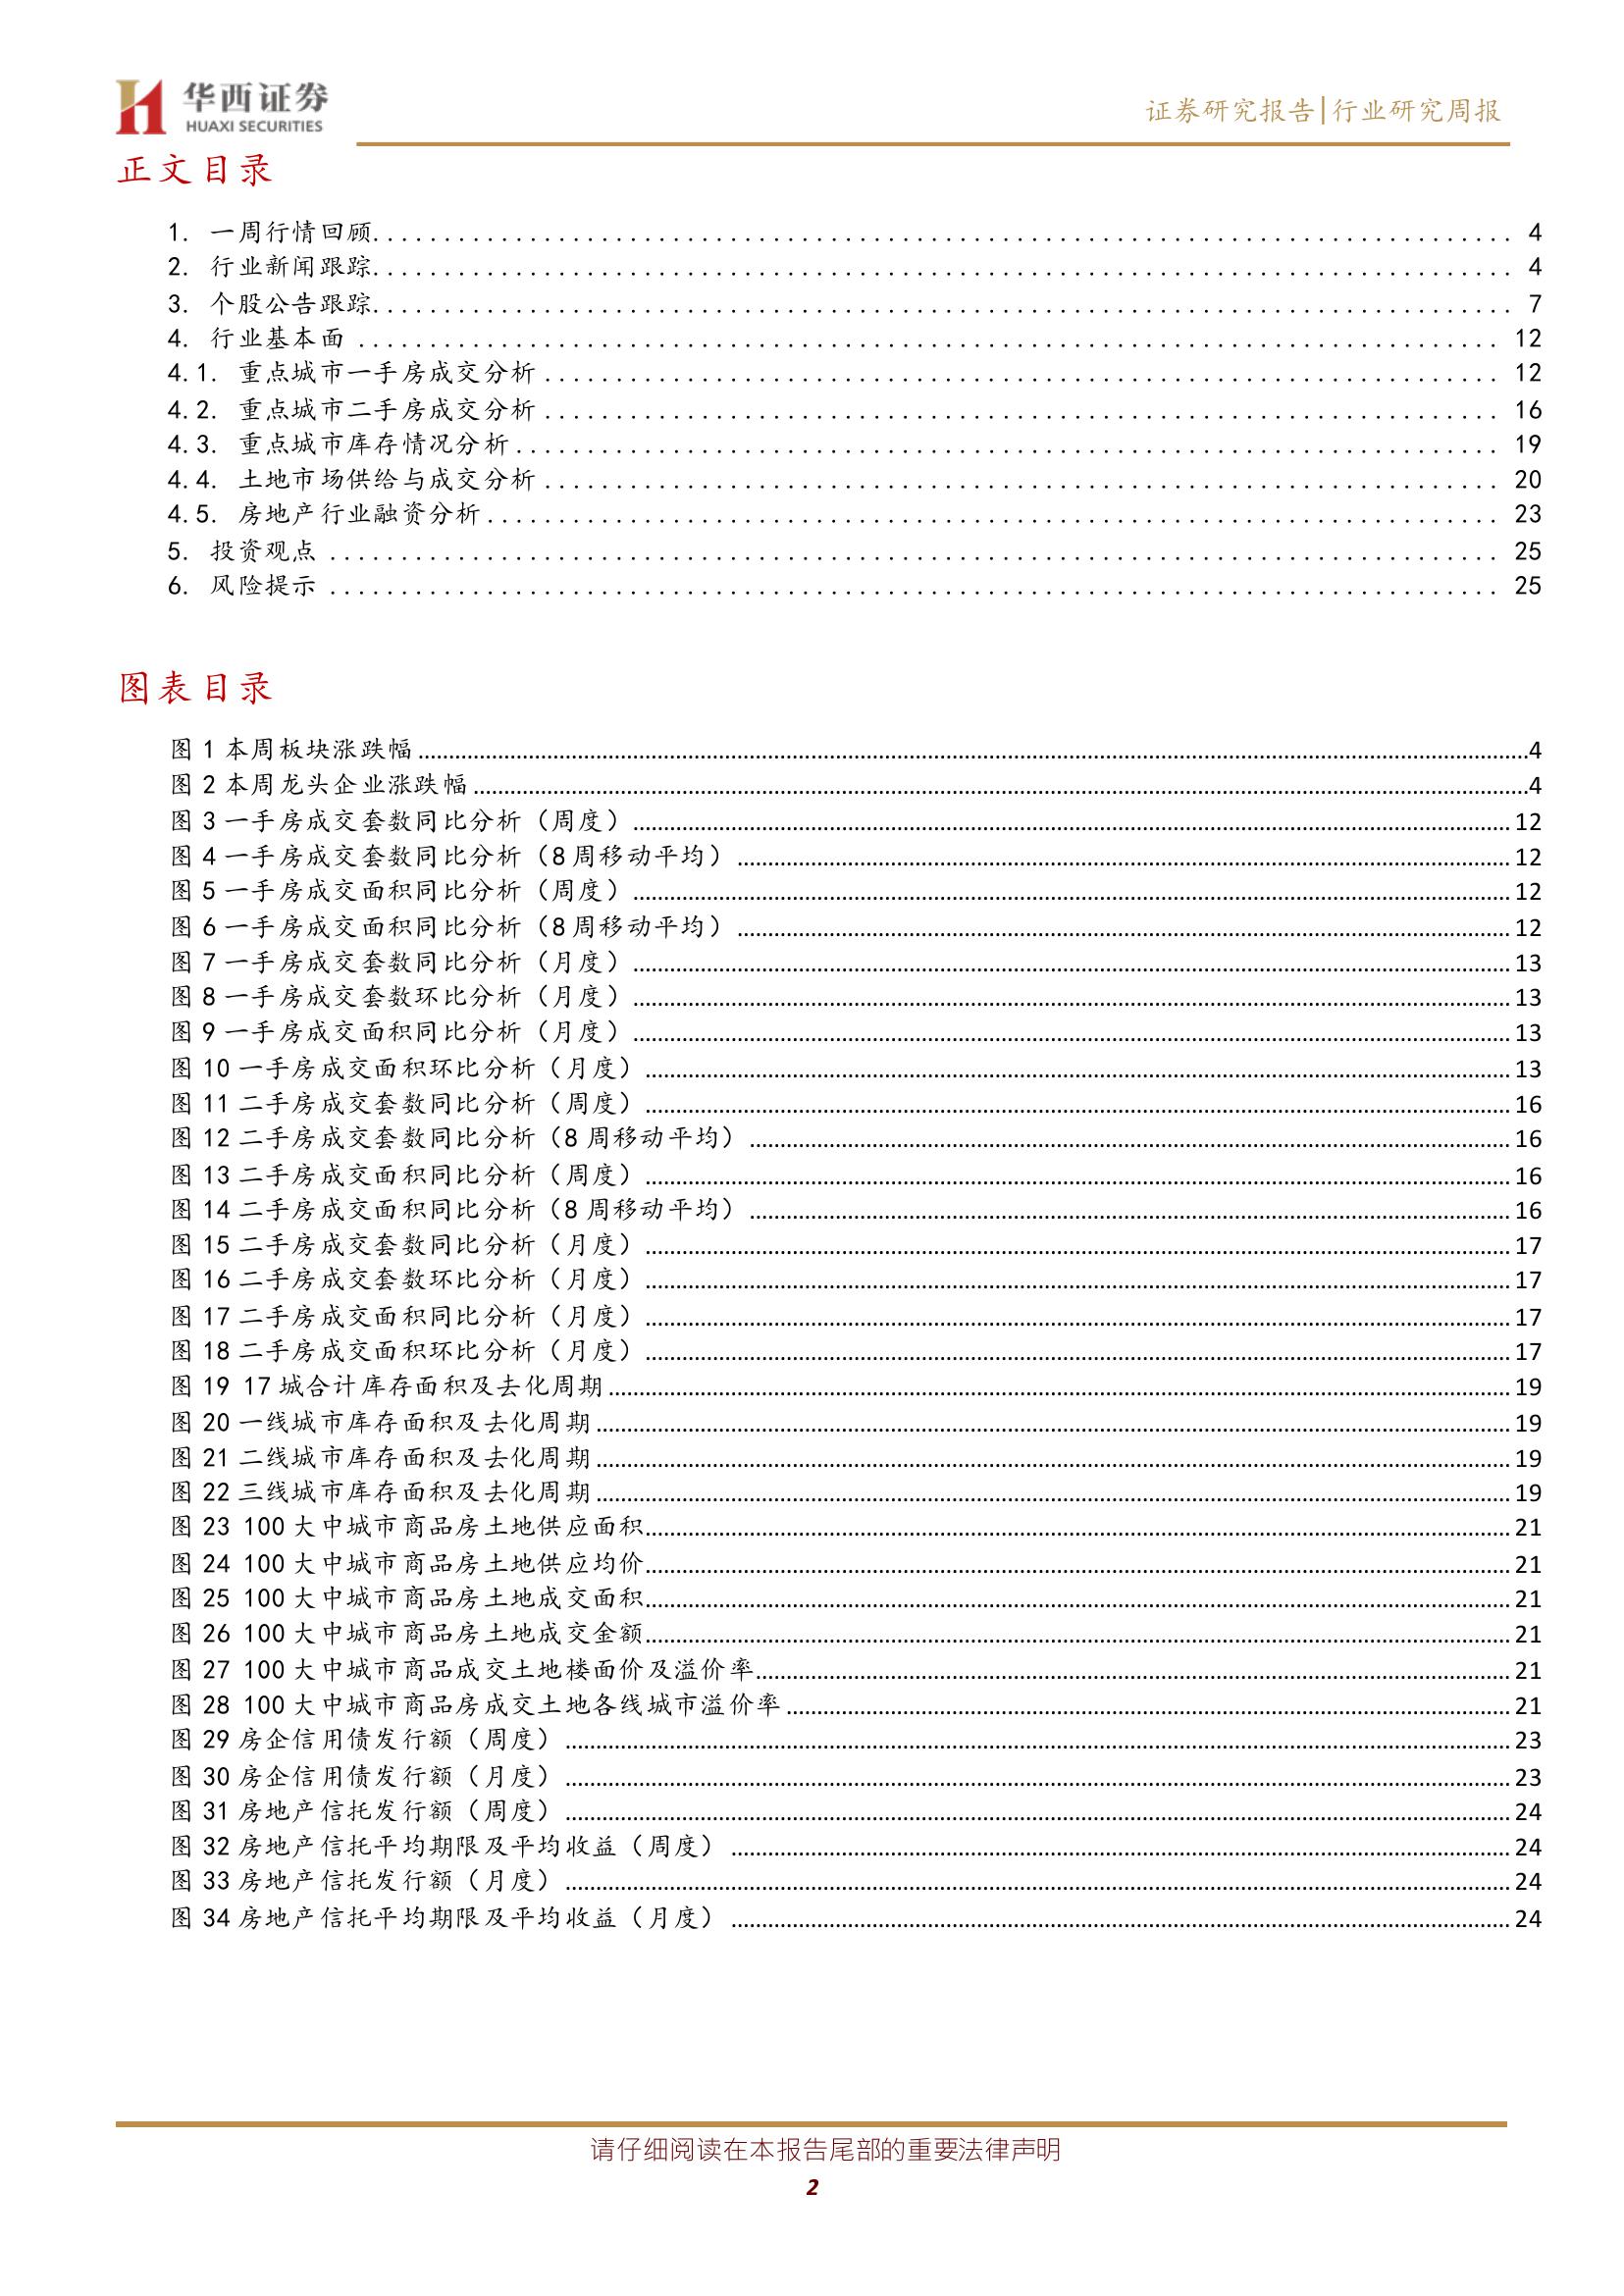 华西证券
HUAXI SECURITIES
证券研究报告|行业研究周报
正文目录
1. 一周行情回顾................................................................................ 4
2. 行业新闻跟踪................................................................................ 4
3. 个股公告跟踪................................................................................ 7
4. 行业基本面 ................................................................................ 12
4.1. 重点城市一手房成交分析.................................................................... 12
4.2. 重点城市二手房成交分析.................................................................... 16
4.3. 重点城市库存情况分析...................................................................... 19
4.4. 土地市场供给与成交分析.................................................................... 20
4.5. 房地产行业融资分析........................................................................ 23
5. 投资观点 .................................................................................. 25
6. 风险提示 .................................................................................. 25
图表目录
图 1 本周板块涨跌幅................................................................................4
图 2 本周龙头企业涨跌幅............................................................................4
图 3 一手房成交套数同比分析（周度）................................................................ 12
图 4 一手房成交套数同比分析（8 周移动平均）........................................................ 12
图 5 一手房成交面积同比分析（周度）................................................................ 12
图 6 一手房成交面积同比分析（8 周移动平均）........................................................ 12
图 7 一手房成交套数同比分析（月度）................................................................ 13
图 8 一手房成交套数环比分析（月度）................................................................ 13
图 9 一手房成交面积同比分析（月度）................................................................ 13
图 10 一手房成交面积环比分析（月度）............................................................... 13
图 11 二手房成交套数同比分析（周度）............................................................... 16
图 12 二手房成交套数同比分析（8 周移动平均）....................................................... 16
图 13 二手房成交面积同比分析（周度）............................................................... 16
图 14 二手房成交面积同比分析（8 周移动平均）....................................................... 16
图 15 二手房成交套数同比分析（月度）............................................................... 17
图 16 二手房成交套数环比分析（月度）............................................................... 17
图 17 二手房成交面积同比分析（月度）............................................................... 17
图 18 二手房成交面积环比分析（月度）............................................................... 17
图 19 17 城合计库存面积及去化周期.................................................................. 19
图 20 一线城市库存面积及去化周期................................................................... 19
图 21 二线城市库存面积及去化周期................................................................... 19
图 22 三线城市库存面积及去化周期................................................................... 19
图 23 100 大中城市商品房土地供应面积............................................................... 21
图 24 100 大中城市商品房土地供应均价............................................................... 21
图 25 100 大中城市商品房土地成交面积............................................................... 21
图 26 100 大中城市商品房土地成交金额............................................................... 21
图 27 100 大中城市商品成交土地楼面价及溢价率....................................................... 21
图 28 100 大中城市商品房成交土地各线城市溢价率..................................................... 21
图 29 房企信用债发行额（周度）..................................................................... 23
图 30 房企信用债发行额（月度）..................................................................... 23
图 31 房地产信托发行额（周度）..................................................................... 24
图 32 房地产信托平均期限及平均收益（周度）......................................................... 24
图 33 房地产信托发行额（月度）..................................................................... 24
图 34 房地产信托平均期限及平均收益（月度）......................................................... 24
请仔细阅读在本报告尾部的重要法律声明
2